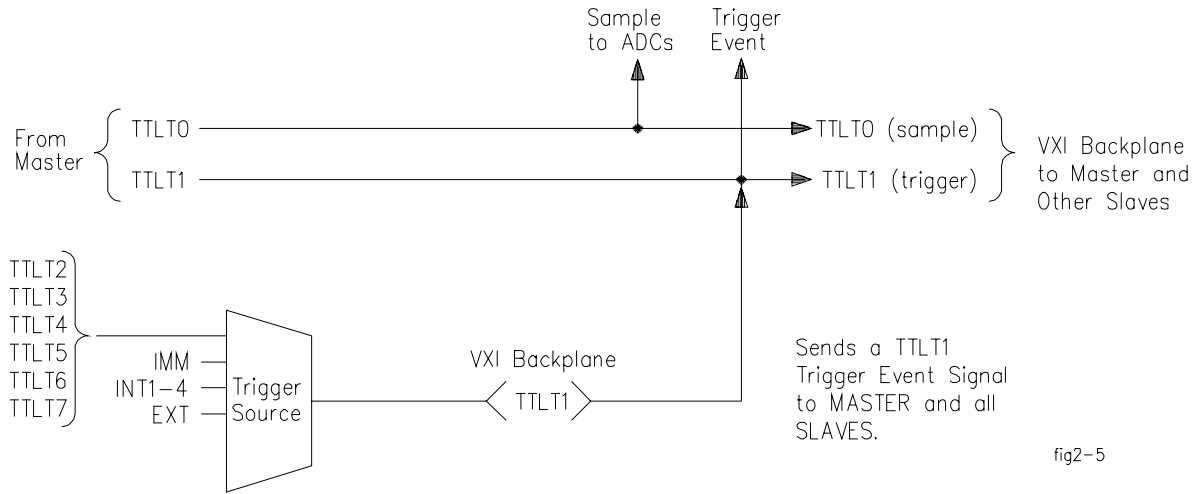 Sample
to ADCs
Trigger
Event
From
Master
TTLT0
TTLT1
TTLT0 (sample)
TTLT1 (trigger)
VXI Backplane
to Master and
Other Slaves
TTLT2
TTLT3
TTLT4
TTLT5
TTLT6
TTLT7
IMM
INT1-4
EXT
Trigger
Source
VXI Backplane
TTLT1
Sends a TTLT1
Trigger Event Signal
to MASTER and all
SLAVES.
fig2-5